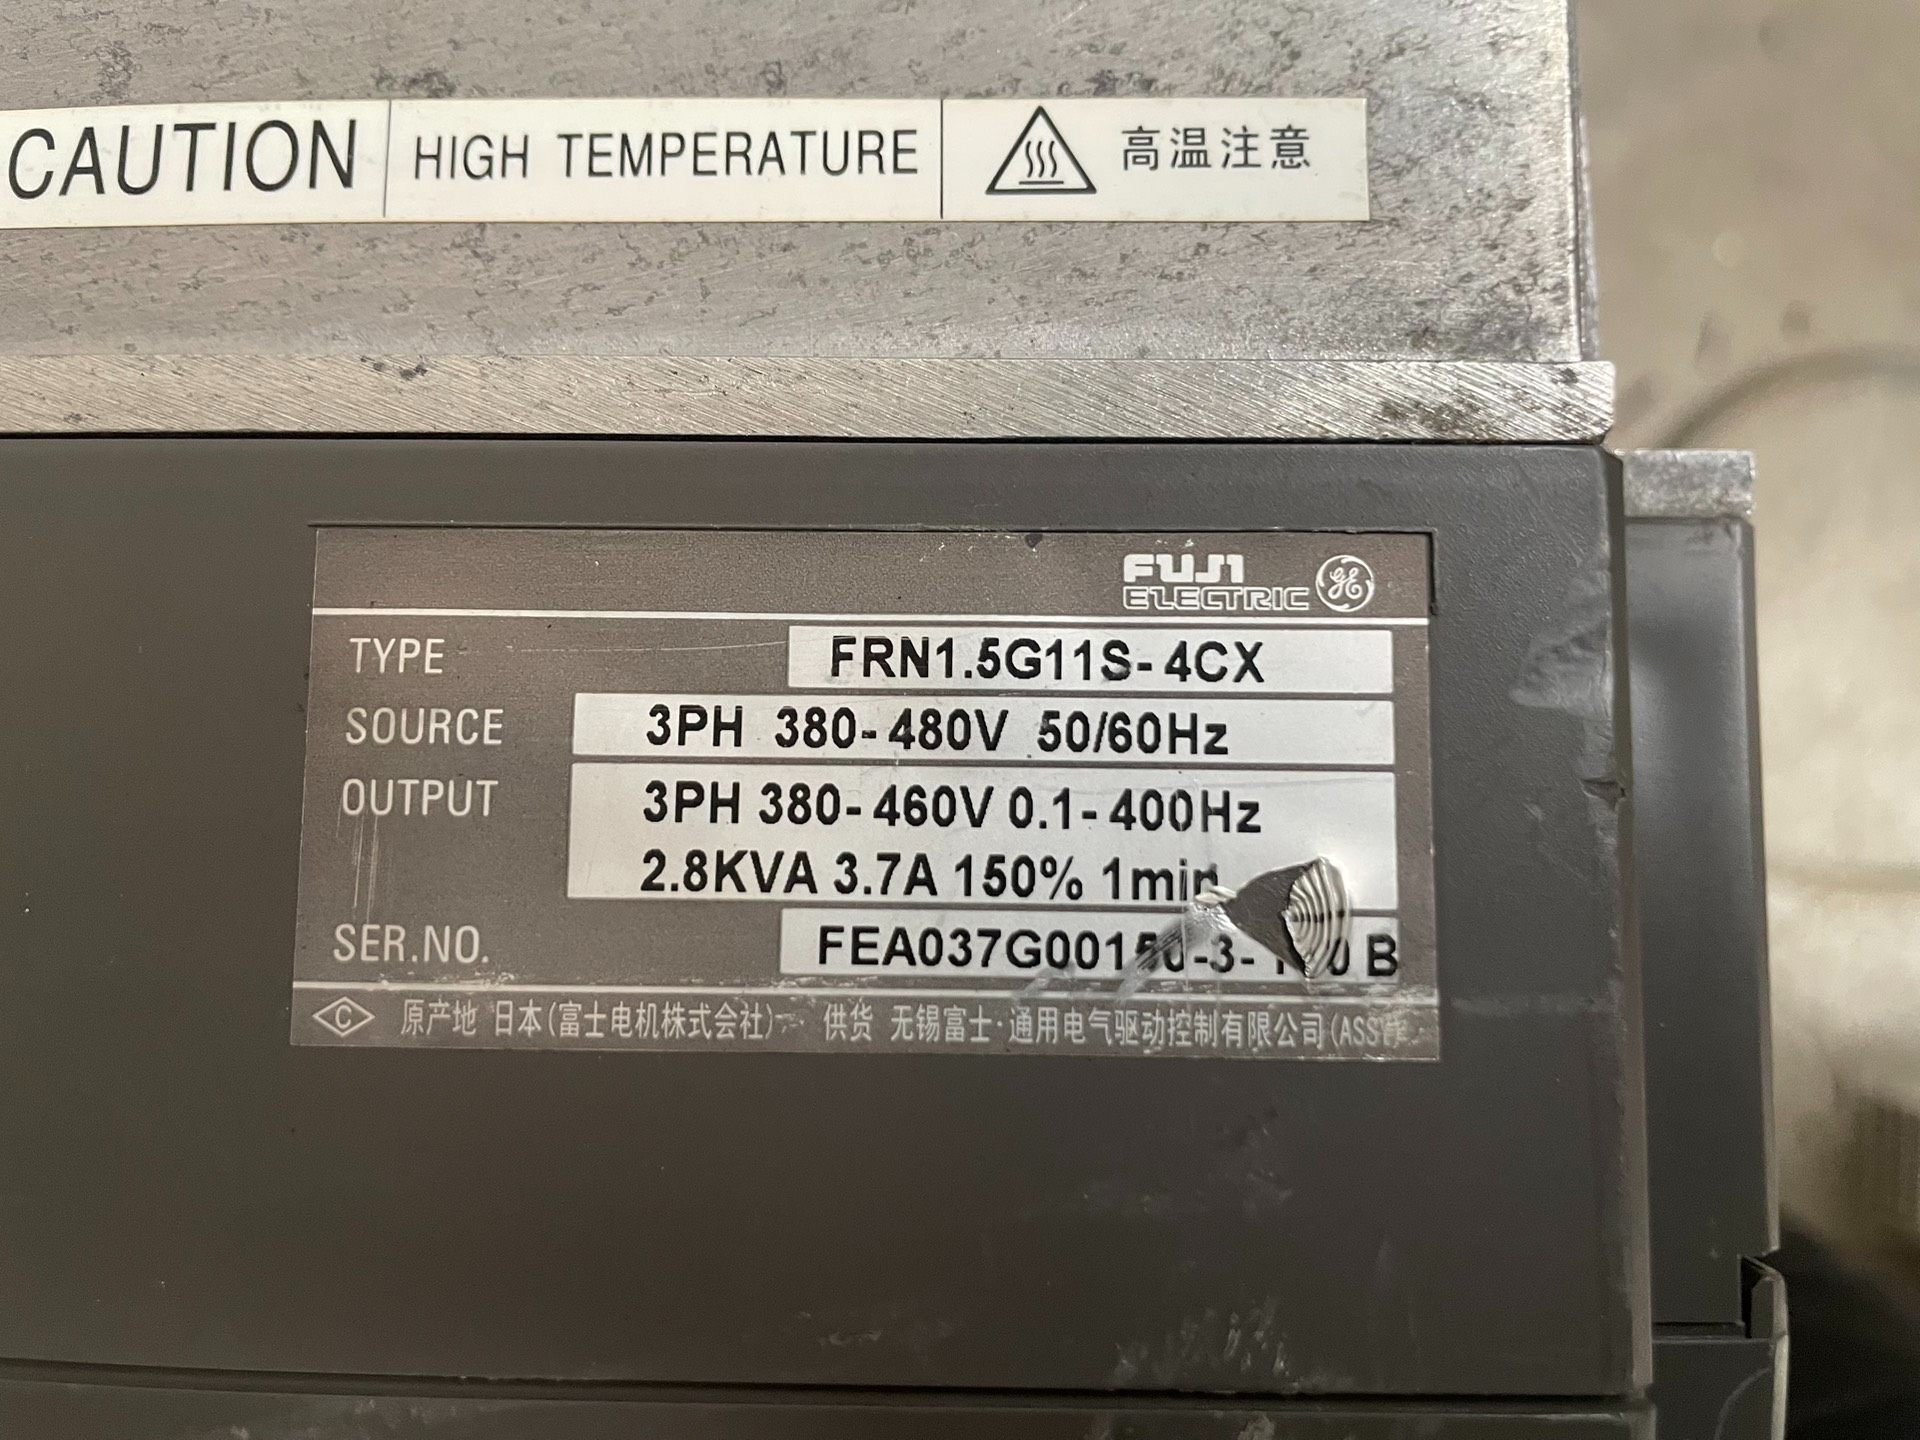 CAUTION HIGH TEMPERATURE 高温注意
FUJI
ELECTRIC GE
TYPE FRN1.5G11S-4CX
SOURCE 3PH 380-480V 50/60Hz
OUTPUT 3PH 380-460V 0.1-400Hz
2.8KVA 3.7A 150% 1min
SER.NO.
C 原产地 日本(富士电机株式会社) 供货 无锡富士·通用电气驱动控制有限公司